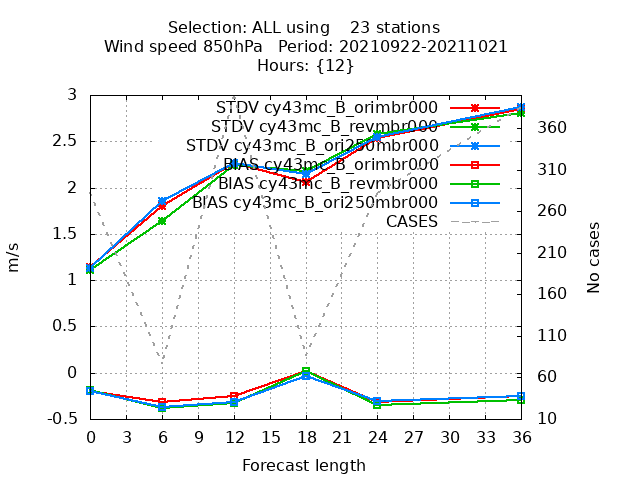 Selection: ALL using 23 stations
Wind speed 850hPa Period: 20210922-20211021
Hours: {12}
STDV cy43mc_B_orimbr000
STDV cy43mc_B_revmbr000
STDV cy43mc_B_ori250mbr000
BIAS cy43mc_B_orimbr000
BIAS cy43mc_B_revmbr000
BIAS cy43mc_B_ori250mbr000
CASES
3
2.5
2
1.5
1
0.5
0
-0.5
m/s
360
310
260
210
160
110
60
10
No cases
0 3 6 9 12 15 18 21 24 27 30 33 36
Forecast length